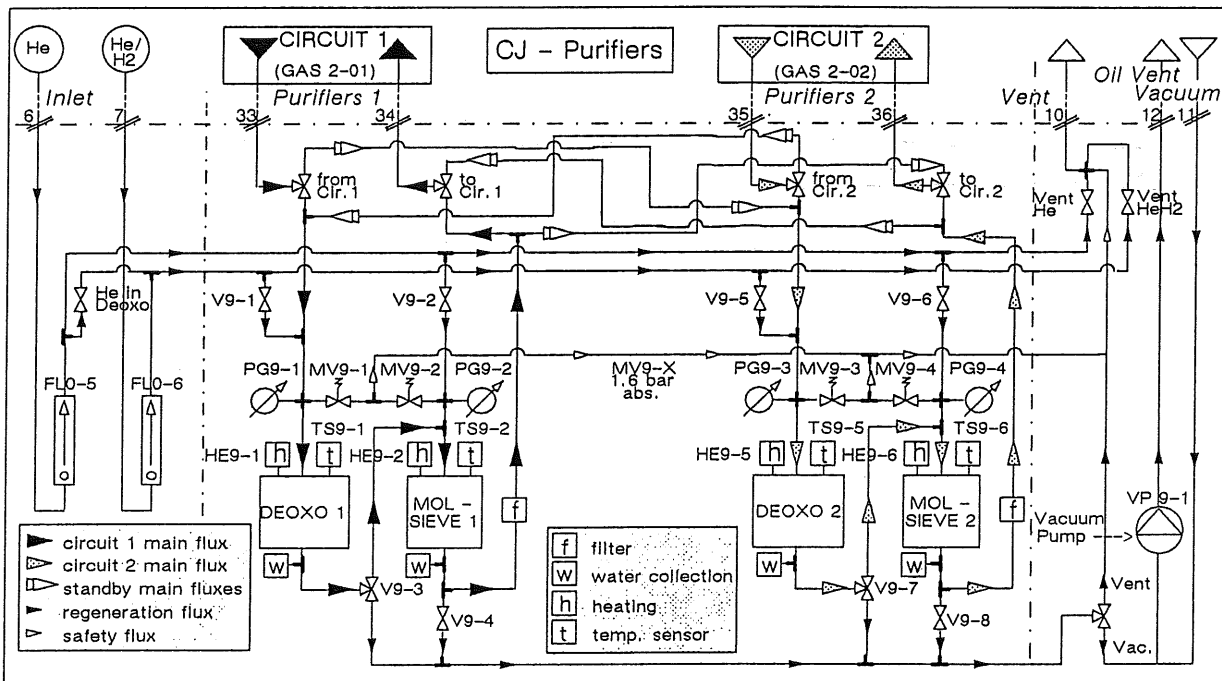 He
He/
H2
CIRCUIT 1
(GAS 2-01)
CJ - Purifiers
CIRCUIT 2
(GAS 2-02)
Inlet
Purifiers 1
Purifiers 2
Vent
Oil Vent
Vacuum
6
7
33
34
35
36
10
12
11
from
Cir.1
to
Cir.1
from
Cir.2
to
Cir.2
Vent
He
Vent
HeH2
He in
Deoxo
V9-1
V9-2
V9-5
V9-6
FL0-5
FL0-6
PG9-1
MV9-1
MV9-2
PG9-2
MV9-X
1.6 bar
abs.
PG9-3
MV9-3
MV9-4
PG9-4
TS9-1
TS9-2
TS9-5
TS9-6
HE9-1
h
t
HE9-2
h
t
HE9-5
h
t
HE9-6
h
t
DEOXO 1
MOL -
SIEVE 1
f
DEOXO 2
MOL -
SIEVE 2
f
VP 9-1
Vacuum
Pump
w
w
w
w
V9-3
V9-4
V9-7
V9-8
Vent
Vac.
circuit 1 main flux
circuit 2 main flux
standby main fluxes
regeneration flux
safety flux
f filter
w water collection
h heating
t temp. sensor